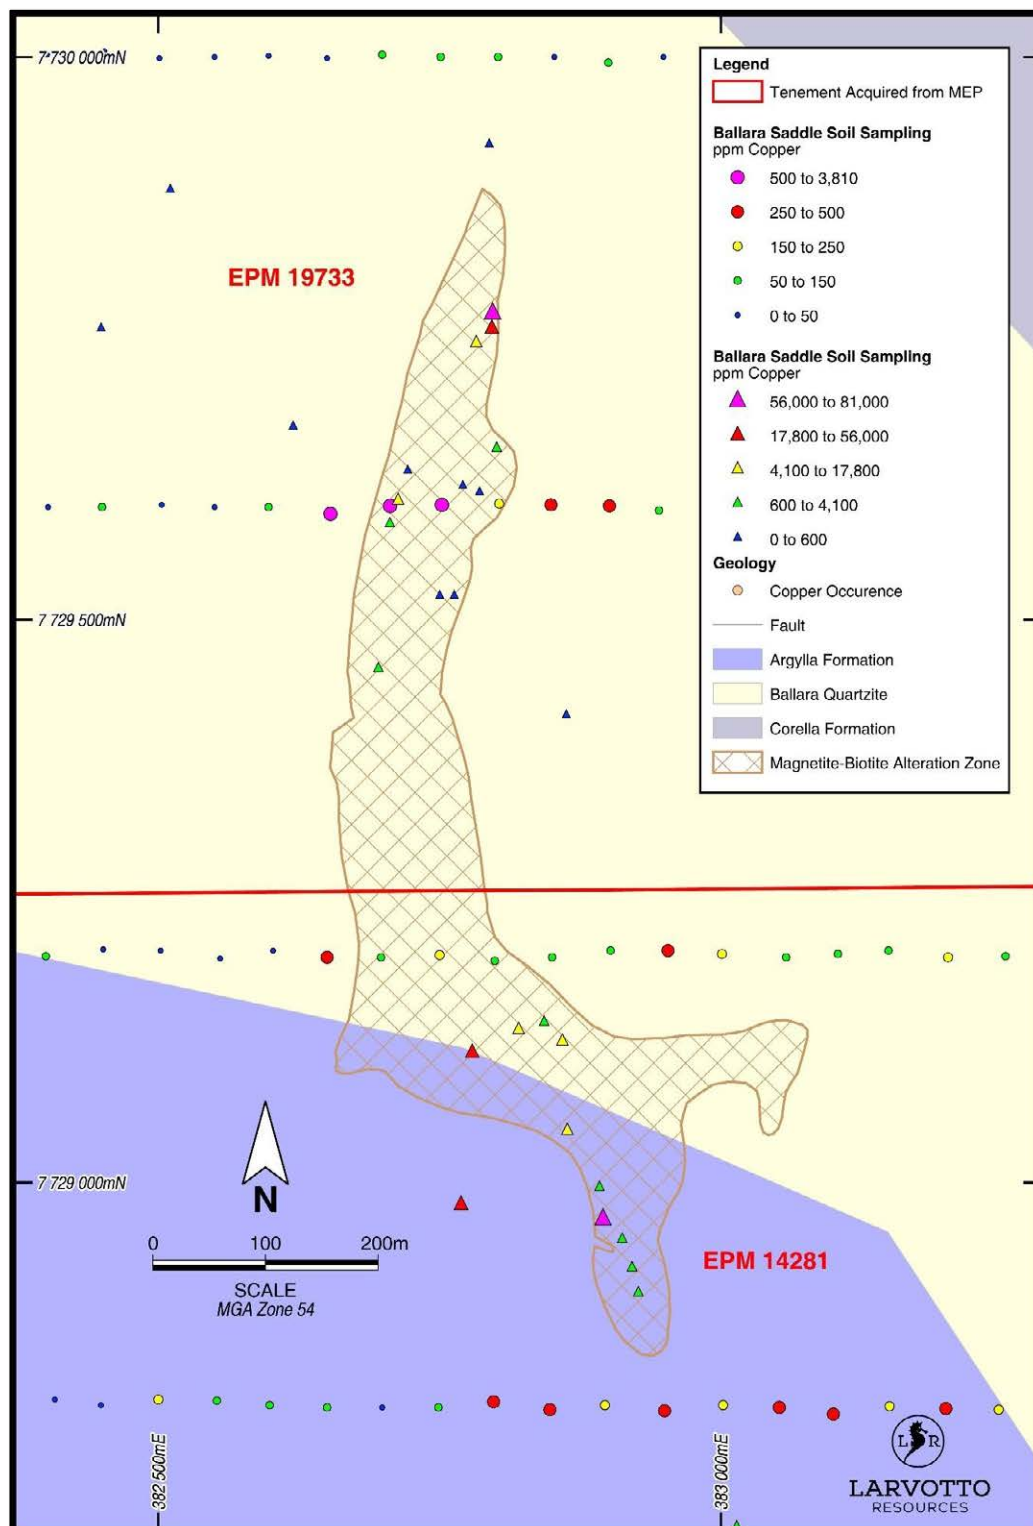 7*730 000mN
Legend
Tenement Acquired from MEP
Ballara Saddle Soil Sampling
ppm Copper
500 to 3,810
250 to 500
150 to 250
50 to 150
0 to 50
Ballara Saddle Soil Sampling
ppm Copper
56,000 to 81,000
17,800 to 56,000
4,100 to 17,800
600 to 4,100
0 to 600
Geology
Copper Occurence
Fault
Argylla Formation
Ballara Quartzite
Corella Formation
Magnetite-Biotite Alteration Zone
EPM 19733
7 729 500mN
7 729 000mN
N
0 100 200m
SCALE
MGA Zone 54
EPM 14281
382 500mE
383 000mE
L R
LARVOTTO
RESOURCES